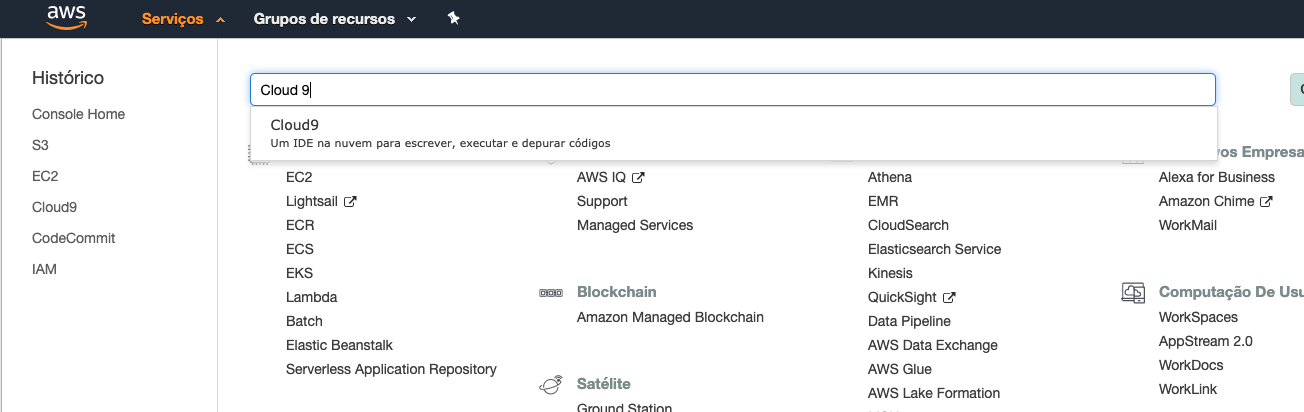 aws
Serviços
Grupos de recursos
Histórico
Console Home
S3
EC2
Cloud9
CodeCommit
IAM
Cloud 9
Cloud9
Um IDE na nuvem para escrever, executar e depurar códigos
EC2
Lightsail
ECR
ECS
EKS
Lambda
Batch
Elastic Beanstalk
Serverless Application Repository
AWS IQ
Support
Managed Services
Blockchain
Amazon Managed Blockchain
Satélite
Ground Station
Athena
EMR
CloudSearch
Elasticsearch Service
Kinesis
QuickSight
Data Pipeline
AWS Data Exchange
AWS Glue
AWS Lake Formation
vos Empresa
Alexa for Business
Amazon Chime
WorkMail
Computação De Usu
WorkSpaces
AppStream 2.0
WorkDocs
WorkLink